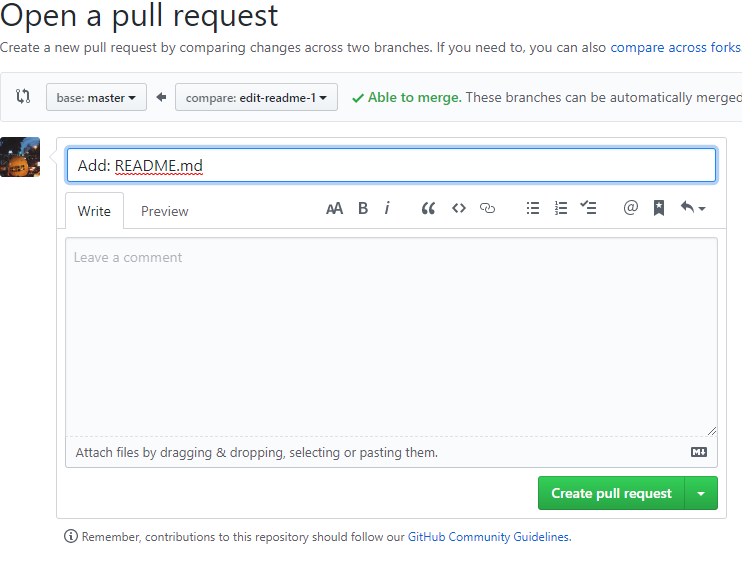 Open a pull request
Create a new pull request by comparing changes across two branches. If you need to, you can also compare across forks
base: master compare: edit-readme-1 Able to merge. These branches can be automatically merged
Add: README.md
Write Preview AA B i
Leave a comment
Attach files by dragging & dropping, selecting or pasting them.
Create pull request
Remember, contributions to this repository should follow our GitHub Community Guidelines.